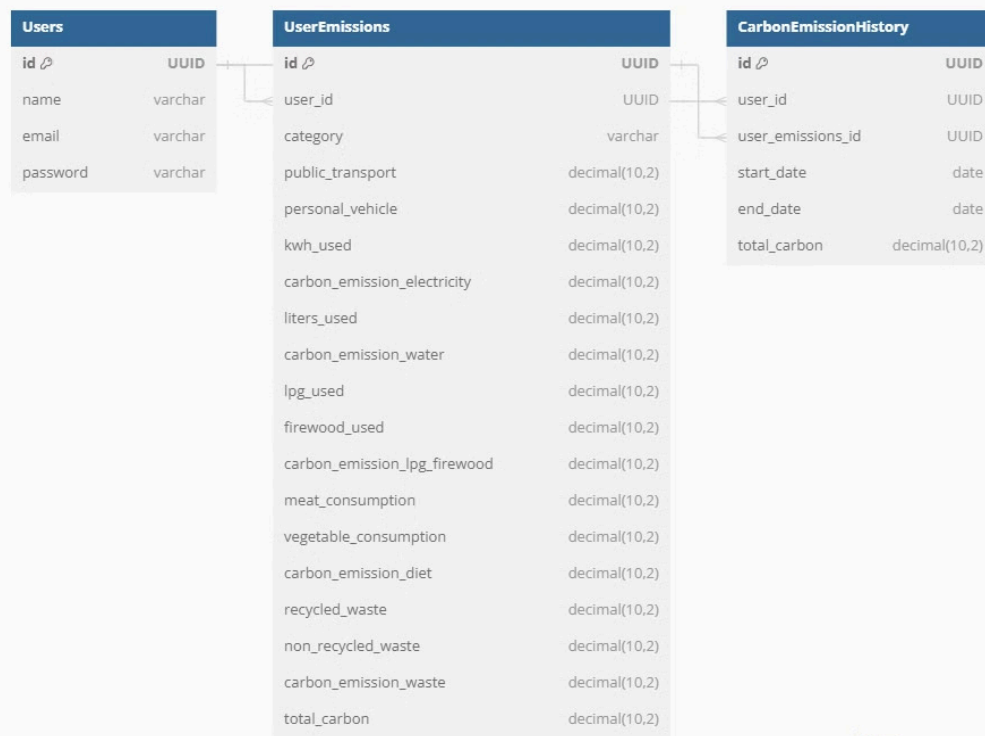 Users
id UUID
name varchar
email varchar
password varchar
UserEmissions
id UUID
user_id UUID
category varchar
public_transport decimal(10,2)
personal_vehicle decimal(10,2)
kwh_used decimal(10,2)
carbon_emission_electricity decimal(10,2)
liters_used decimal(10,2)
carbon_emission_water decimal(10,2)
lpg_used decimal(10,2)
firewood_used decimal(10,2)
carbon_emission_lpg_firewood decimal(10,2)
meat_consumption decimal(10,2)
vegetable_consumption decimal(10,2)
carbon_emission_diet decimal(10,2)
recycled_waste decimal(10,2)
non_recycled_waste decimal(10,2)
carbon_emission_waste decimal(10,2)
total_carbon decimal(10,2)
CarbonEmissionHistory
id UUID
user_id UUID
user_emissions_id UUID
start_date date
end_date date
total_carbon decimal(10,2)